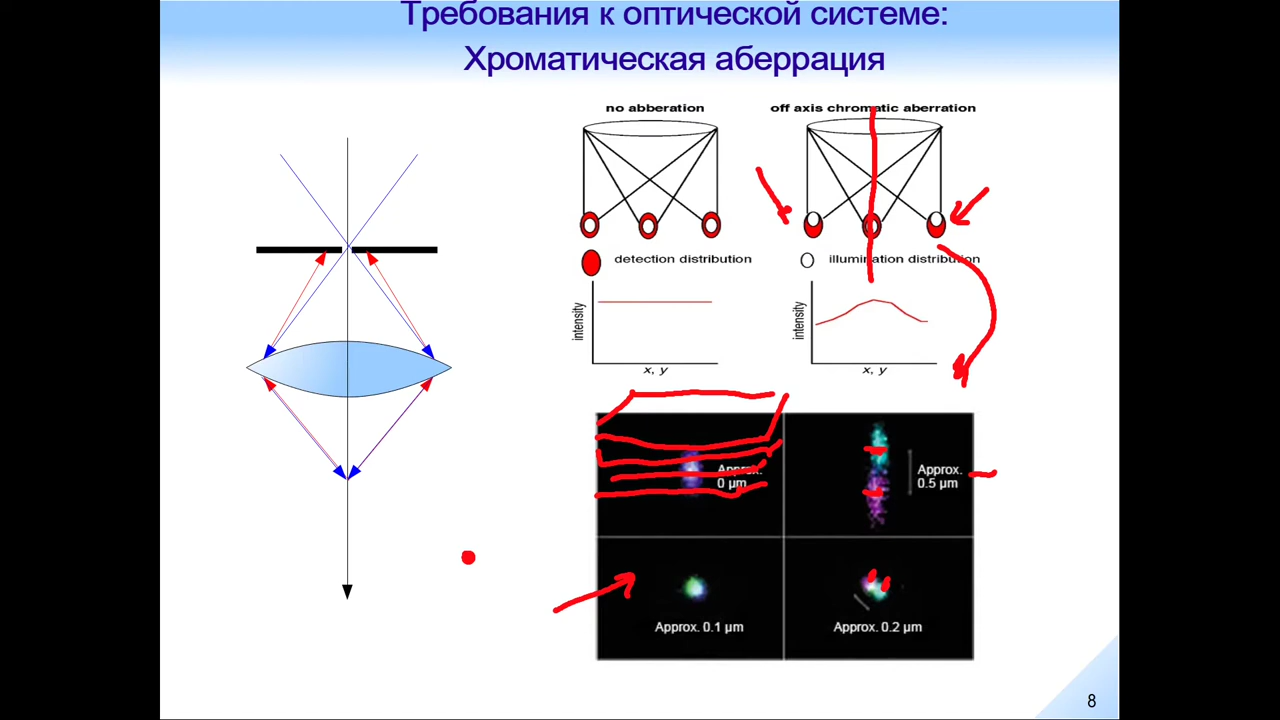 Требования к оптической системе:
Хроматическая аберрация
no abberation
off axis chromatic aberration
detection distribution
illumination distribution
intensity
x, y
intensity
x, y
Approx.
0 µm
Approx.
0.5 µm
Approx. 0.1 µm
Approx. 0.2 µm
8